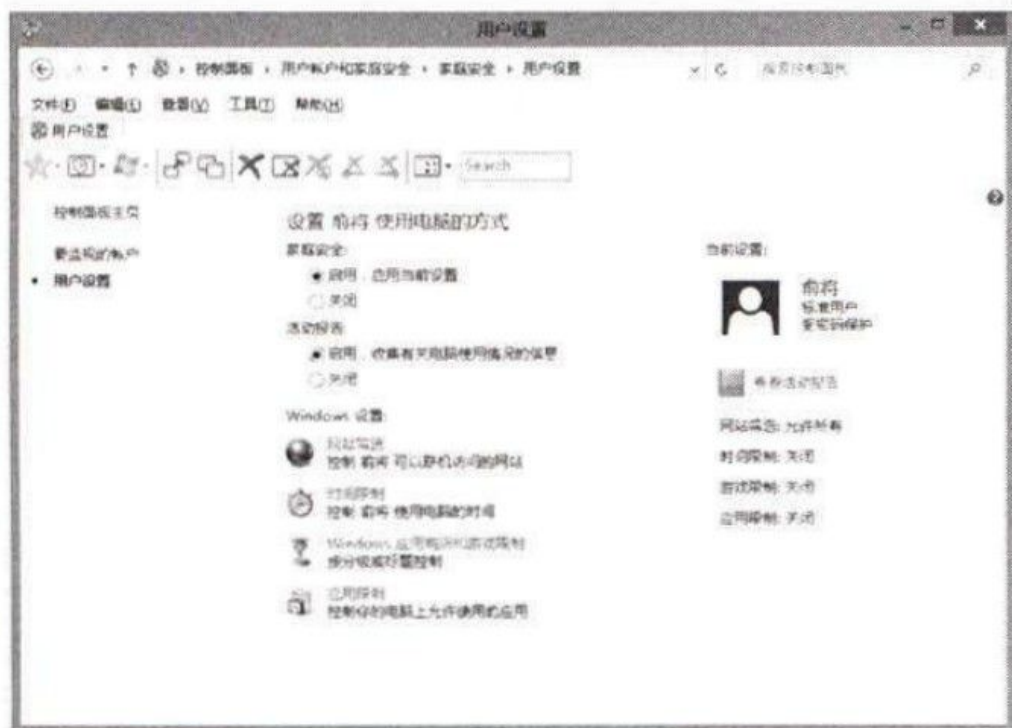 用户设置
控制面板 ▸ 用户帐户和家庭安全 ▸ 家庭安全 ▸ 用户设置
搜索控制面板
文件(F) 编辑(E) 查看(V) 工具(T) 帮助(H)
用户设置
Search
控制面板主页
要监视的帐户
用户设置
设置 前将 使用电脑的方式
家庭安全:
启用，应用当前设置
关闭
活动报告:
启用，收集有关电脑使用情况的信息
关闭
Windows 设置:
网站筛选
控制 前将 可以联机访问的网站
时间限制
控制 前将 使用电脑的时间
Windows 应用商店和游戏限制
按分级或标题控制
应用限制
控制你的电脑上允许使用的应用
当前设置:
前将
标准用户
受密码保护
查看活动报告
网站筛选: 允许所有
时间限制: 关闭
游戏限制: 关闭
应用限制: 关闭